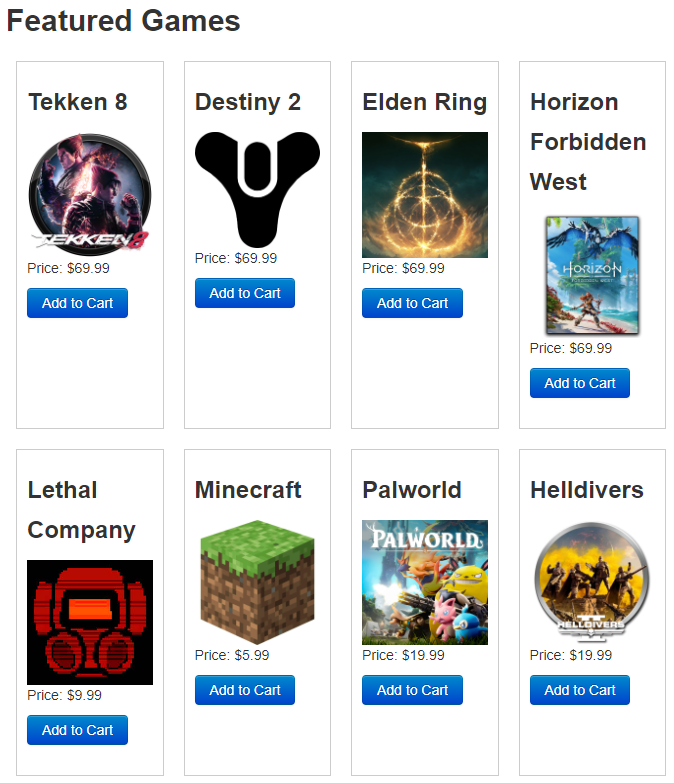 Featured Games
Tekken 8
TEKKEN 8
Price: $69.99
Add to Cart
Destiny 2
Price: $69.99
Add to Cart
Elden Ring
Price: $69.99
Add to Cart
Horizon
Forbidden
West
HORIZON
FORBIDDEN WEST
Price: $69.99
Add to Cart
Lethal
Company
Price: $9.99
Add to Cart
Minecraft
Price: $5.99
Add to Cart
Palworld
PALWORLD
Price: $19.99
Add to Cart
Helldivers
HELLDIVERS
II
Price: $19.99
Add to Cart